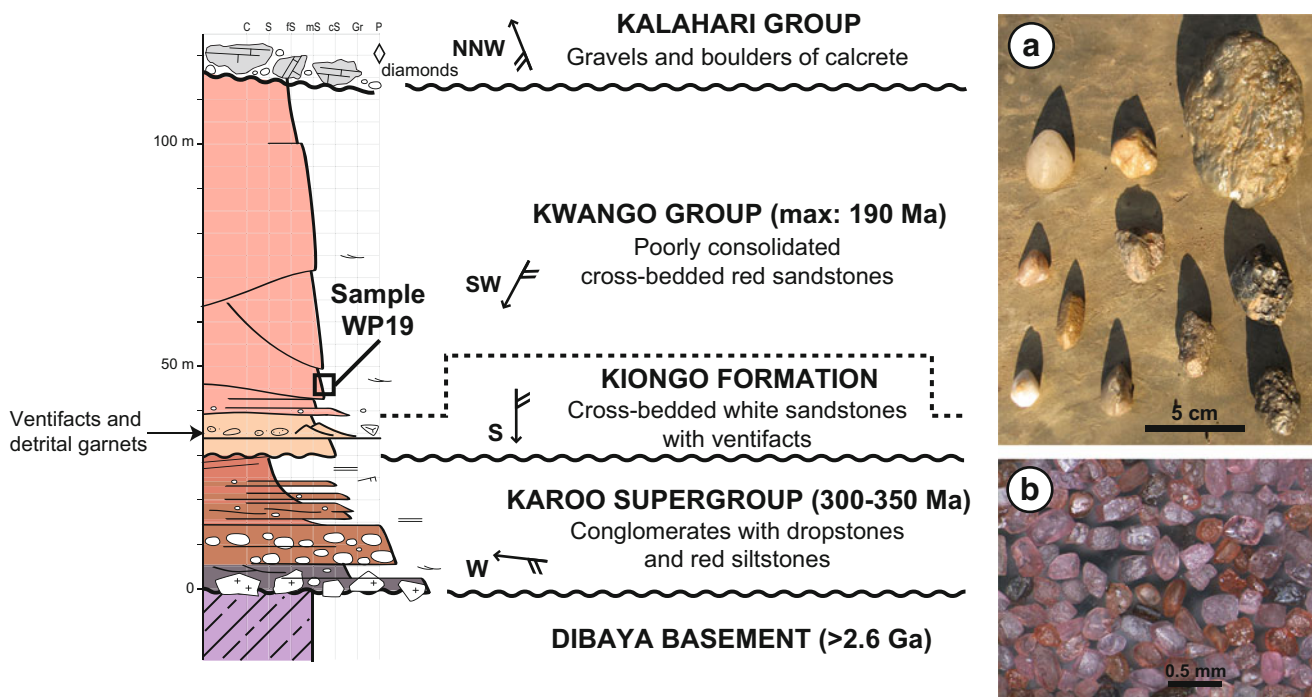 C S fS mS cS Gr P
diamonds
100 m
50 m
0
Sample
WP19
Ventifacts and
detrital garnets
NNW
KALAHARI GROUP
Gravels and boulders of calcrete
KWANGO GROUP (max: 190 Ma)
Poorly consolidated
cross-bedded red sandstones
SW
KIONGO FORMATION
Cross-bedded white sandstones
with ventifacts
S
KAROO SUPERGROUP (300-350 Ma)
Conglomerates with dropstones
and red siltstones
W
DIBAYA BASEMENT (>2.6 Ga)
a
5 cm
b
0.5 mm